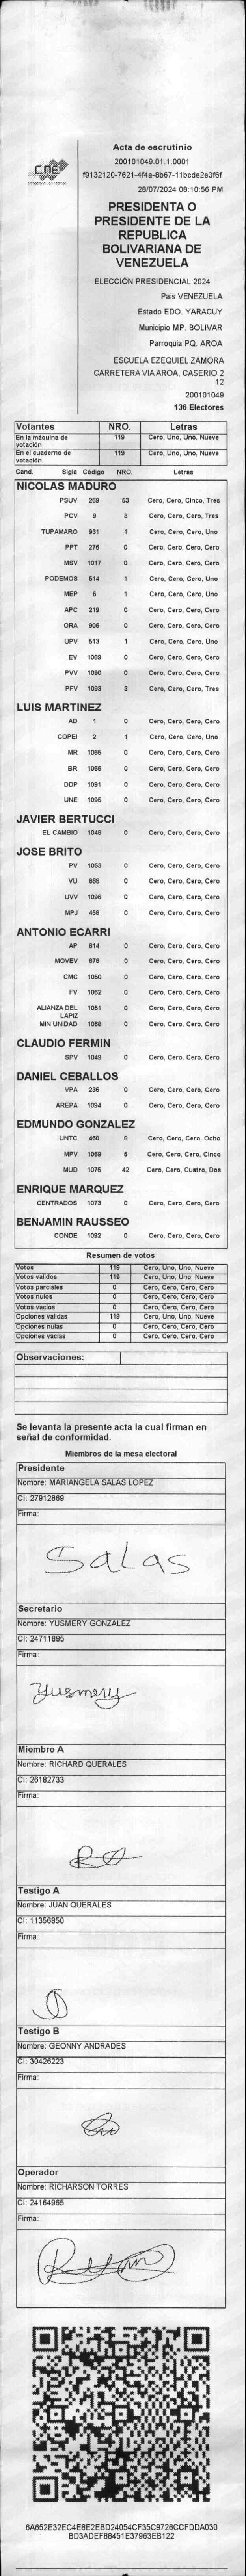 CNE
Acta de escrutinio
200101049.01.1.0001
f9132120-7621-4f4a-8b67-11bcde2e3f6f
28/07/2024 08:10:56 PM
PRESIDENTA O
PRESIDENTE DE LA
REPUBLICA
BOLIVARIANA DE
VENEZUELA
ELECCIÓN PRESIDENCIAL 2024
Pais VENEZUELA
Estado EDO. YARACUY
Municipio MP. BOLIVAR
Parroquia PQ. AROA
ESCUELA EZEQUIEL ZAMORA
CARRETERA VIA AROA, CASERIO 2
12
200101049
136 Electores
Votantes NRO. Letras
En la máquina de votación 119 Cero, Uno, Uno, Nueve
En el cuaderno de votación 119 Cero, Uno, Uno, Nueve
Cand. Sigla Código NRO. Letras
NICOLAS MADURO
PSUV 269 53 Cero, Cero, Cinco, Tres
PCV 9 3 Cero, Cero, Cero, Tres
TUPAMARO 931 1 Cero, Cero, Cero, Uno
PPT 276 0 Cero, Cero, Cero, Cero
MSV 1017 0 Cero, Cero, Cero, Cero
PODEMOS 514 1 Cero, Cero, Cero, Uno
MEP 6 1 Cero, Cero, Cero, Uno
APC 219 0 Cero, Cero, Cero, Cero
ORA 906 0 Cero, Cero, Cero, Cero
UPV 613 1 Cero, Cero, Cero, Uno
EV 1089 0 Cero, Cero, Cero, Cero
PVV 1090 0 Cero, Cero, Cero, Cero
PFV 1093 3 Cero, Cero, Cero, Tres
LUIS MARTINEZ
AD 1 0 Cero, Cero, Cero, Cero
COPEI 2 1 Cero, Cero, Cero, Uno
MR 1065 0 Cero, Cero, Cero, Cero
BR 1066 0 Cero, Cero, Cero, Cero
DDP 1091 0 Cero, Cero, Cero, Cero
UNE 1095 0 Cero, Cero, Cero, Cero
JAVIER BERTUCCI
EL CAMBIO 1048 0 Cero, Cero, Cero, Cero
JOSE BRITO
PV 1053 0 Cero, Cero, Cero, Cero
VU 868 0 Cero, Cero, Cero, Cero
UVV 1096 0 Cero, Cero, Cero, Cero
MPJ 458 0 Cero, Cero, Cero, Cero
ANTONIO ECARRI
AP 814 0 Cero, Cero, Cero, Cero
MOVEV 878 0 Cero, Cero, Cero, Cero
CMC 1050 0 Cero, Cero, Cero, Cero
FV 1062 0 Cero, Cero, Cero, Cero
ALIANZA DEL LAPIZ 1051 0 Cero, Cero, Cero, Cero
MIN UNIDAD 1068 0 Cero, Cero, Cero, Cero
CLAUDIO FERMIN
SPV 1049 0 Cero, Cero, Cero, Cero
DANIEL CEBALLOS
VPA 236 0 Cero, Cero, Cero, Cero
AREPA 1094 0 Cero, Cero, Cero, Cero
EDMUNDO GONZALEZ
UNTC 460 8 Cero, Cero, Cero, Ocho
MPV 1069 5 Cero, Cero, Cero, Cinco
MUD 1075 42 Cero, Cero, Cuatro, Dos
ENRIQUE MARQUEZ
CENTRADOS 1073 0 Cero, Cero, Cero, Cero
BENJAMIN RAUSSEO
CONDE 1092 0 Cero, Cero, Cero, Cero
Resumen de votos
Votos 119 Cero, Uno, Uno, Nueve
Votos validos 119 Cero, Uno, Uno, Nueve
Votos parciales 0 Cero, Cero, Cero, Cero
Votos nulos 0 Cero, Cero, Cero, Cero
Votos vacios 0 Cero, Cero, Cero, Cero
Opciones validas 119 Cero, Uno, Uno, Nueve
Opciones nulas 0 Cero, Cero, Cero, Cero
Opciones vacias 0 Cero, Cero, Cero, Cero
Observaciones:
Se levanta la presente acta la cual firman en
señal de conformidad.
Miembros de la mesa electoral
Presidente
Nombre: MARIANGELA SALAS LOPEZ
CI: 27912869
Firma:
Salas
Secretario
Nombre: YUSMERY GONZALEZ
CI: 24711895
Firma:
Yusmery
Miembro A
Nombre: RICHARD QUERALES
CI: 26182733
Firma:
Testigo A
Nombre: JUAN QUERALES
CI: 11356850
Firma:
Testigo B
Nombre: GEONNY ANDRADES
CI: 30426223
Firma:
Operador
Nombre: RICHARSON TORRES
CI: 24164965
Firma:
6A652E32EC4E8E2EBD24054CF35C9726CCFDDA030
BD3ADEF88451E37963EB122